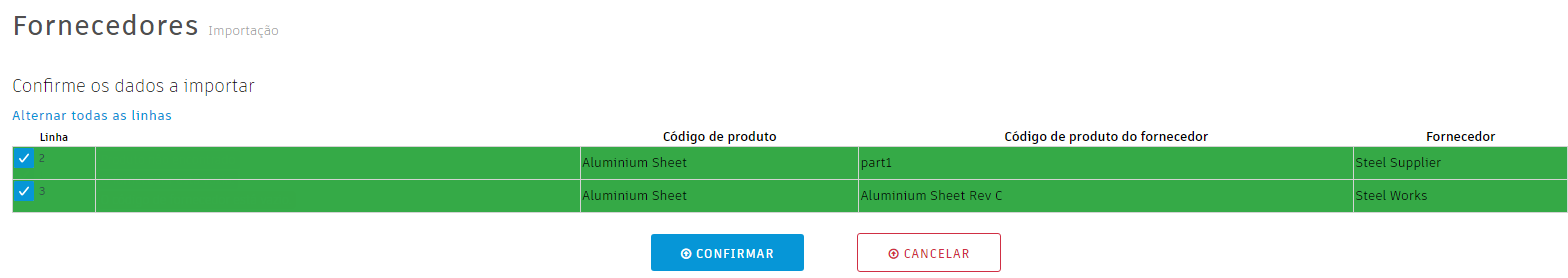 Fornecedores Importação
Confirme os dados a importar
Alternar todas as linhas
Linha Código de produto Código de produto do fornecedor Fornecedor
2 Aluminium Sheet part1 Steel Supplier
3 Aluminium Sheet Aluminium Sheet Rev C Steel Works
CONFIRMAR CANCELAR